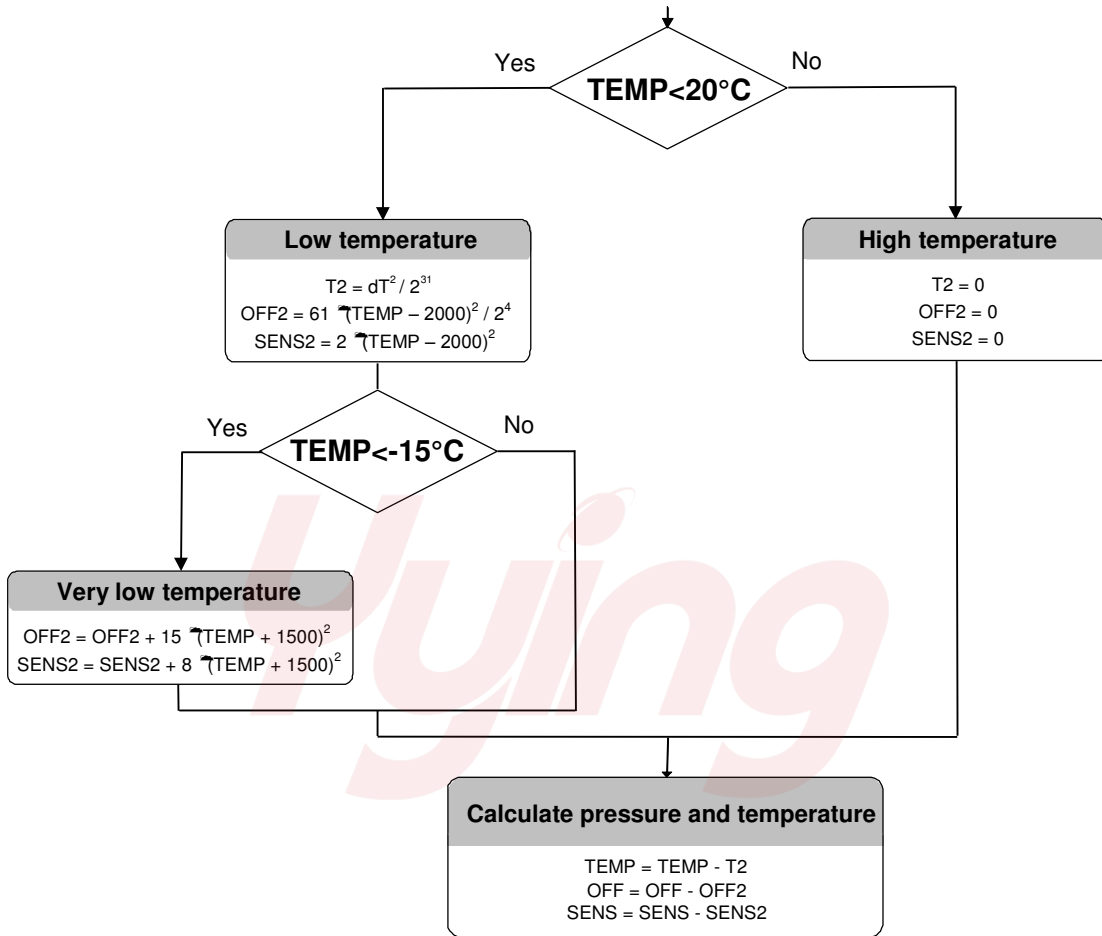 Yes
No
TEMP<20°C
Low temperature
T2 = dT² / 2³¹
OFF2 = 61 (TEMP – 2000)² / 2⁴
SENS2 = 2 (TEMP – 2000)²
High temperature
T2 = 0
OFF2 = 0
SENS2 = 0
Yes
No
TEMP<-15°C
Very low temperature
OFF2 = OFF2 + 15 (TEMP + 1500)²
SENS2 = SENS2 + 8 (TEMP + 1500)²
Yying
Calculate pressure and temperature
TEMP = TEMP - T2
OFF = OFF - OFF2
SENS = SENS - SENS2